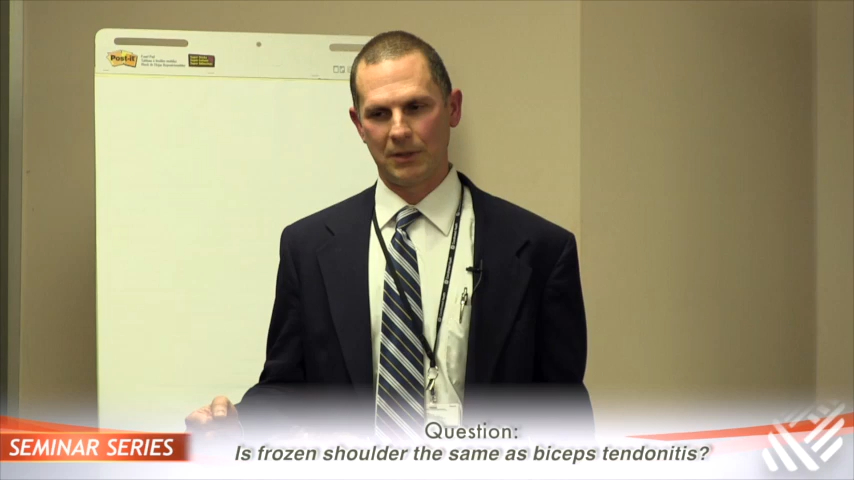 Post-it
SEMINAR SERIES
Question:
Is frozen shoulder the same as biceps tendonitis?